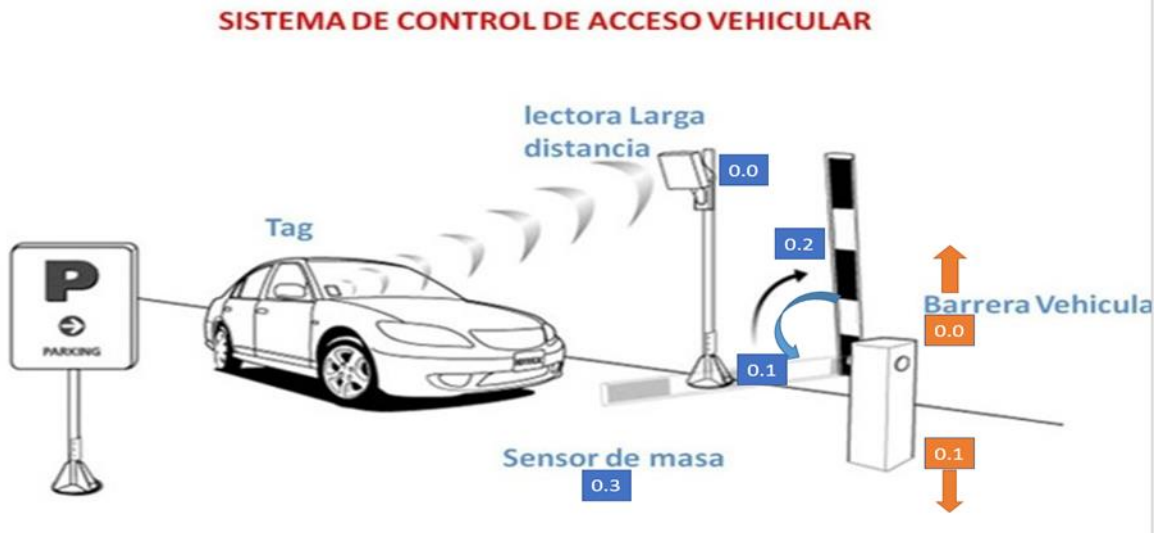 SISTEMA DE CONTROL DE ACCESO VEHICULAR
lectora Larga
distancia
0.0
Tag
0.2
P
PARKING
Barrera Vehicula
0.0
0.1
Sensor de masa
0.3
0.1